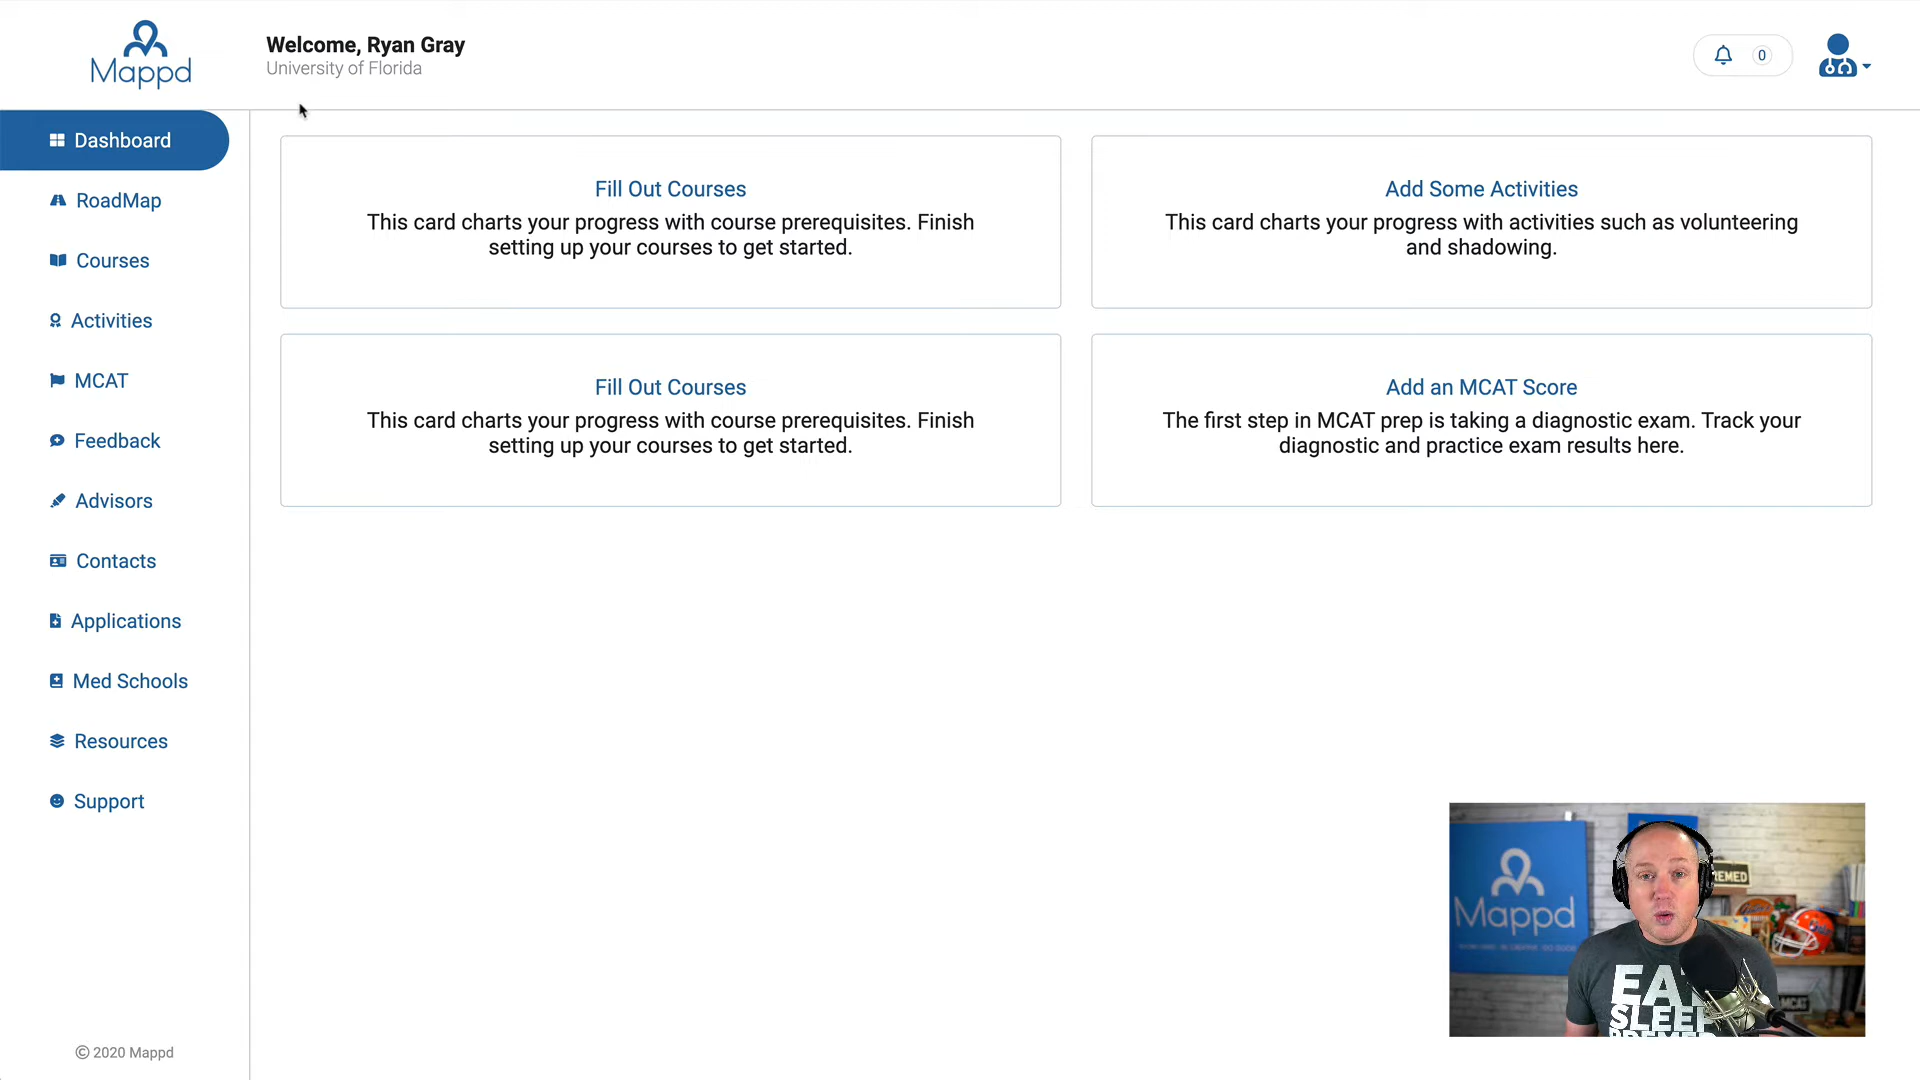 Mappd
Welcome, Ryan Gray
University of Florida
0
Dashboard
RoadMap
Courses
Activities
MCAT
Feedback
Advisors
Contacts
Applications
Med Schools
Resources
Support
© 2020 Mappd
Fill Out Courses
This card charts your progress with course prerequisites. Finish
setting up your courses to get started.
Add Some Activities
This card charts your progress with activities such as volunteering
and shadowing.
Fill Out Courses
This card charts your progress with course prerequisites. Finish
setting up your courses to get started.
Add an MCAT Score
The first step in MCAT prep is taking a diagnostic exam. Track your
diagnostic and practice exam results here.
Mappd
REMED
MCAT
EAT
SLEEP
PREMED